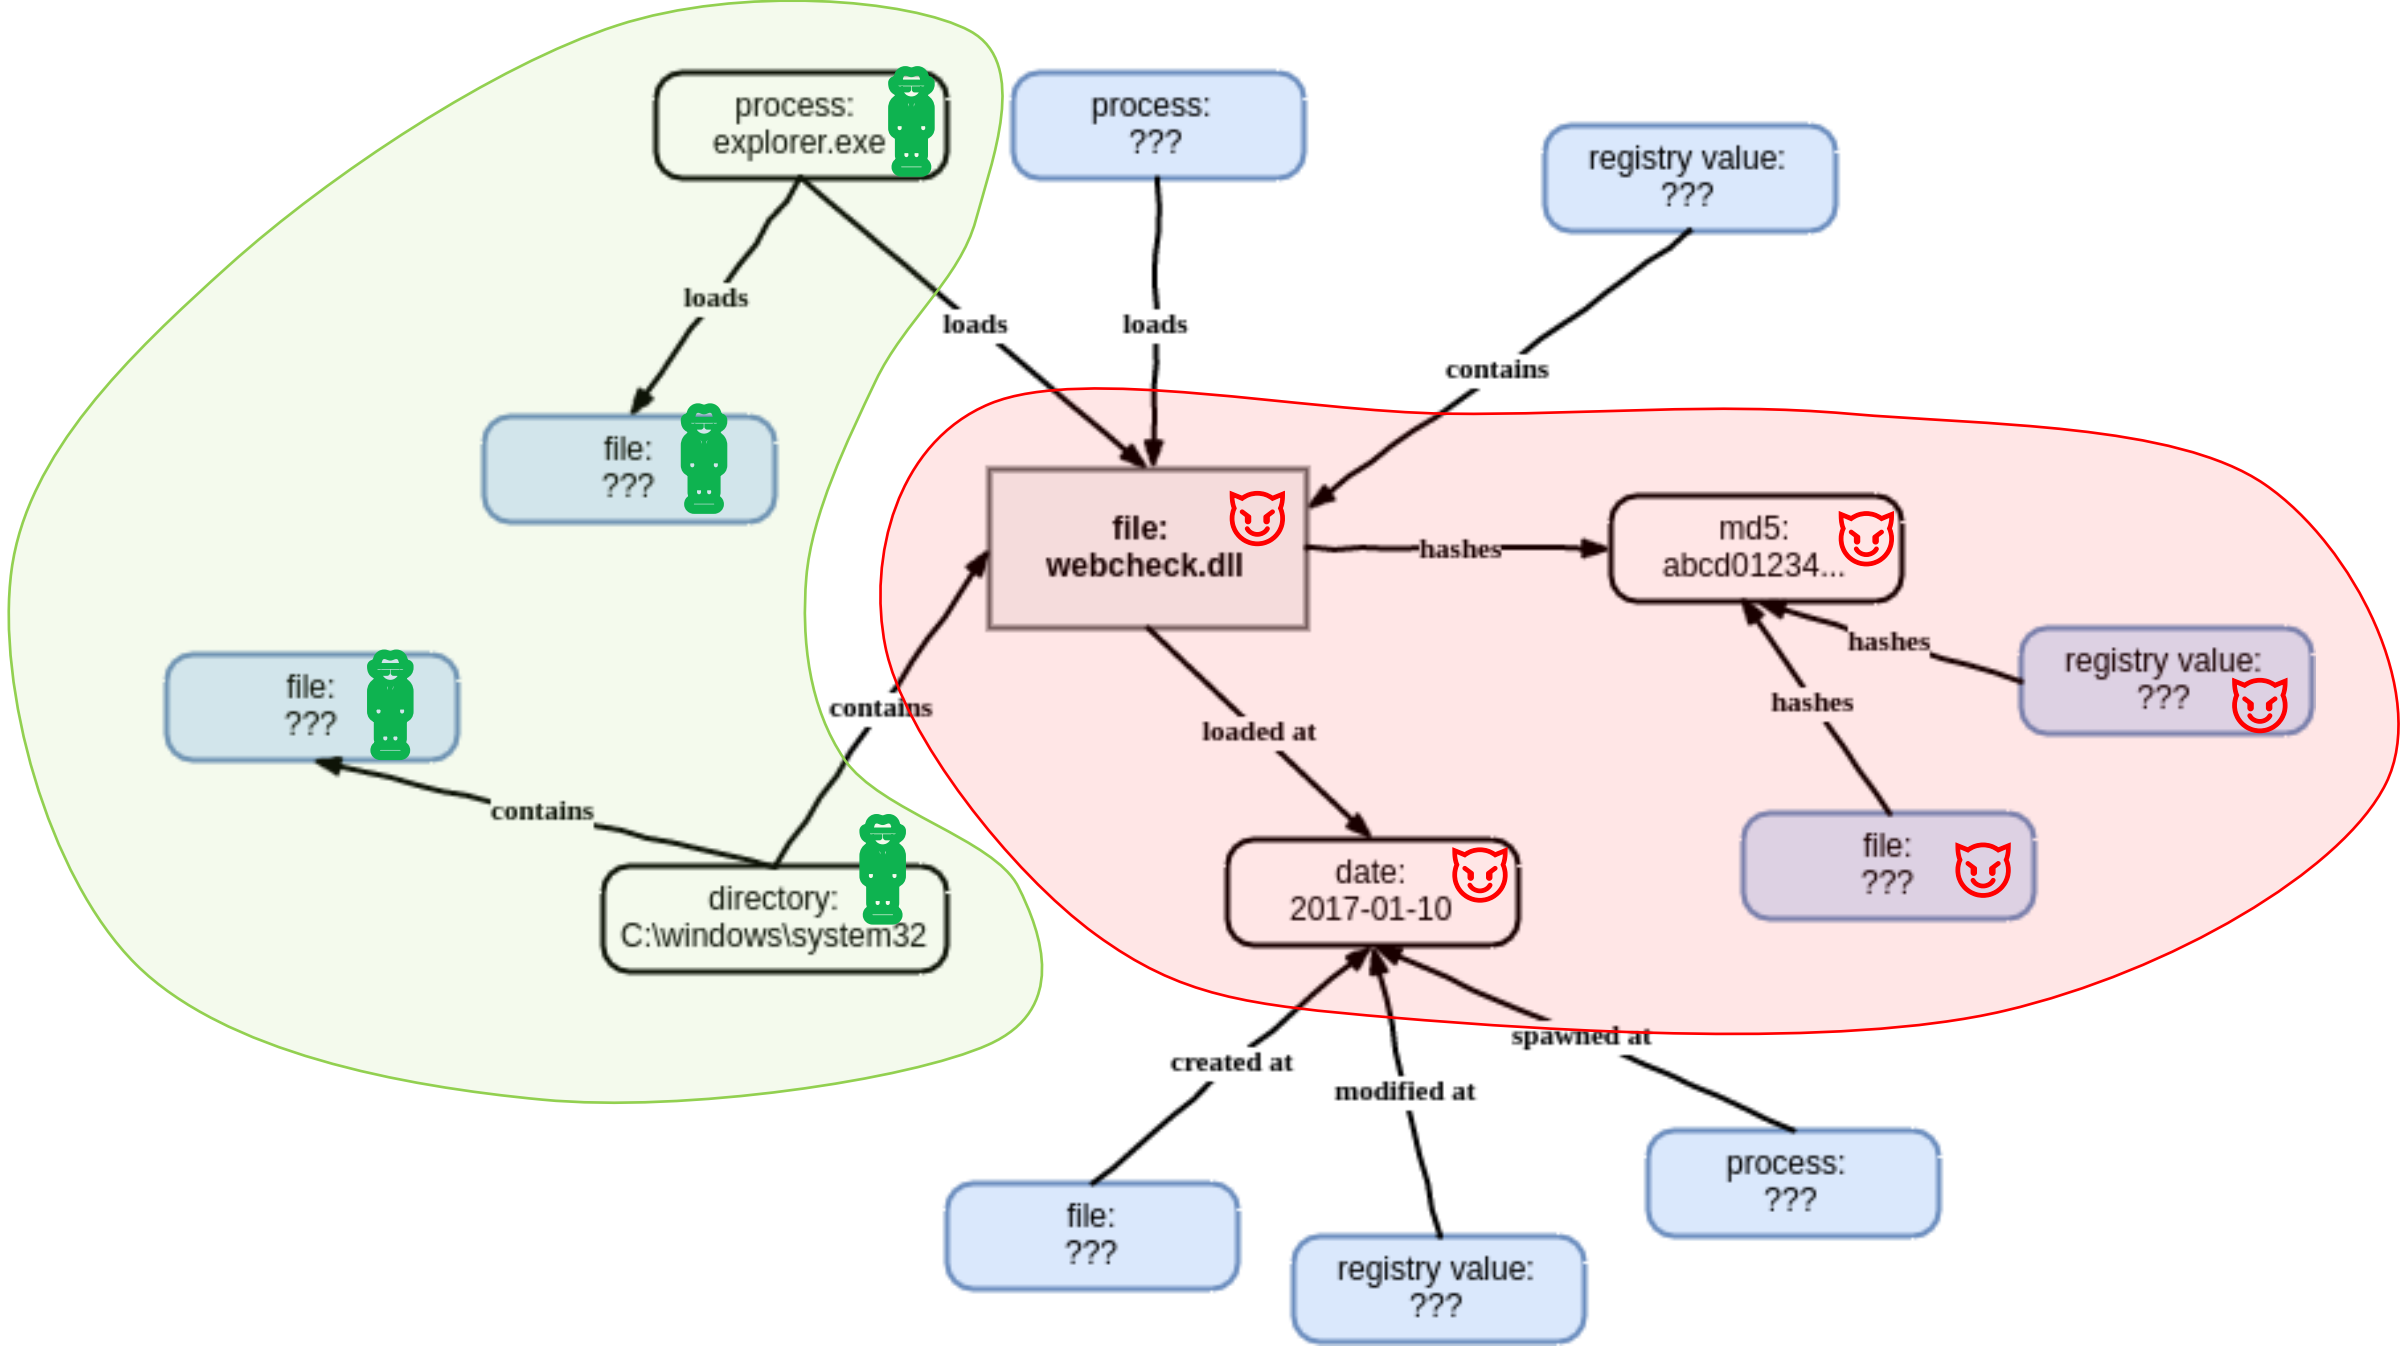 process:
explorer.exe
process:
???
registry value:
???
loads
loads
loads
contains
file:
???
file:
webcheck.dll
hashes
md5:
abcd01234...
hashes
registry value:
???
file:
???
contains
hashes
loaded at
contains
directory:
C:\windows\system32
date:
2017-01-10
file:
???
created at
modified at
spawned at
file:
???
registry value:
???
process:
???